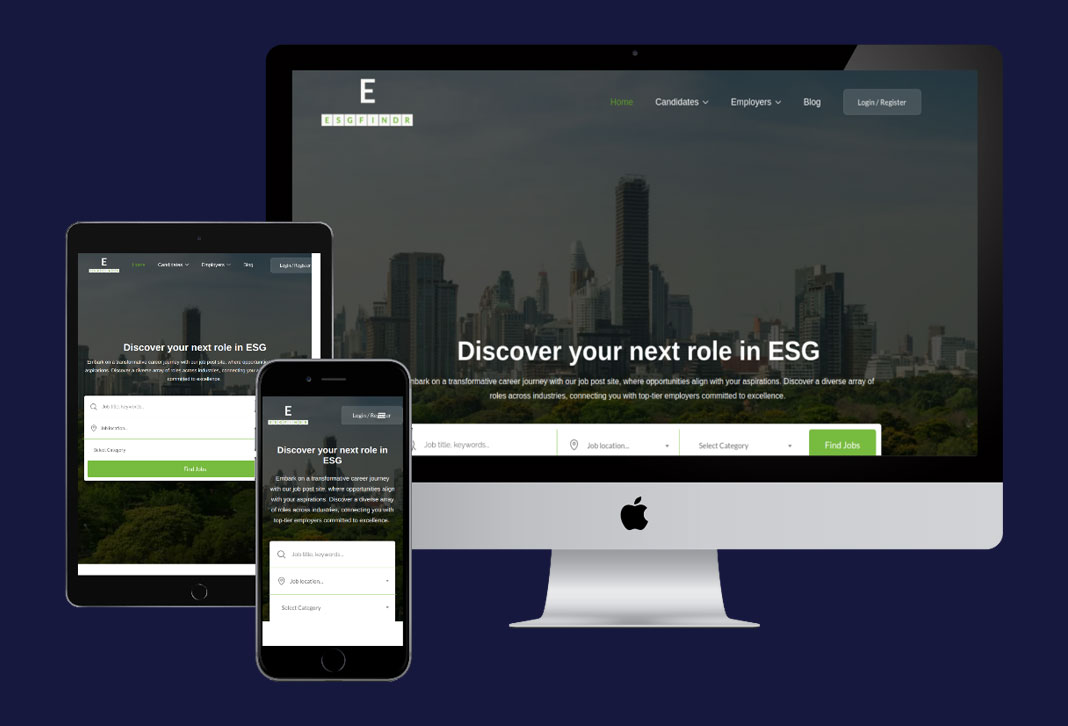 E
ESGFINDR
Home Candidates Employers Blog Login / Register
Discover your next role in ESG
mbark on a transformative career journey with our job post site, where opportunities align with your aspirations. Discover a diverse array of
roles across industries, connecting you with top-tier employers committed to excellence.
Job title, keywords..
Job location...
Select Category
Find Jobs
E
Home Candidates Employers Blog Login / Register
Discover your next role in ESG
Embark on a transformative career journey with our job post site, where opportunities
aspirations. Discover a diverse array of roles across industries, connecting you
committed to excellence.
Job title, keywords...
Job location...
Select Category
Find Jobs
E
ESGFINDR
Login / Register
Discover your next role in
ESG
Embark on a transformative career journey
with our job post site, where opportunities align
with your aspirations. Discover a diverse array
of roles across industries, connecting you with
top-tier employers committed to excellence.
Job title, keywords...
Job location...
Select Category